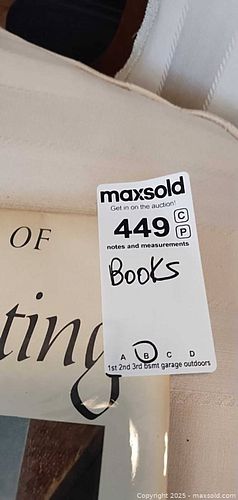 maxsold
Get in on the auction!
449 C P
notes and measurements
Books
OF
ting
A B C D
1st 2nd 3rd bsmt garage outdoors
Copyright 2025 - maxsold.com